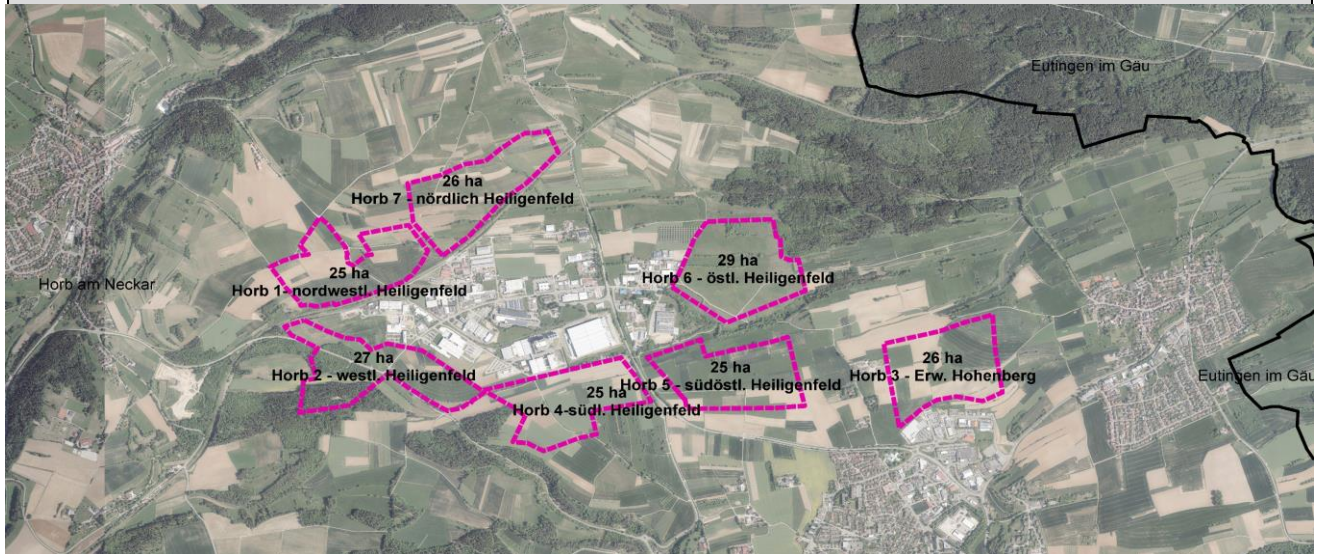 Eutingen im Gäu
26 ha
Horb 7 - nördlich Heiligenfeld
29 ha
Horb 6 - östl. Heiligenfeld
25 ha
Horb 1- nordwestl. Heiligenfeld
Horb am Neckar
27 ha
Horb 2 - westl. Heiligenfeld
25 ha
Horb 4-südl. Heiligenfeld
25 ha
Horb 5 - südöstl. Heiligenfeld
26 ha
Horb 3 - Erw. Hohenberg
Eutingen im Gäu